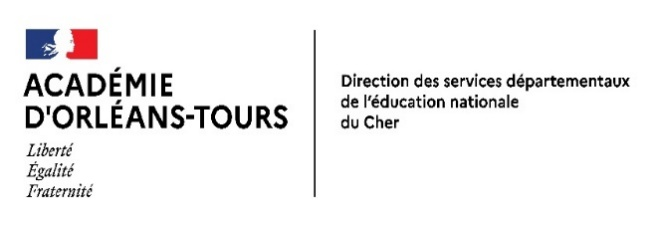 ACADÉMIE
D'ORLÉANS-TOURS
Liberté
Égalité
Fraternité
Direction des services départementaux
de l'éducation nationale
du Cher